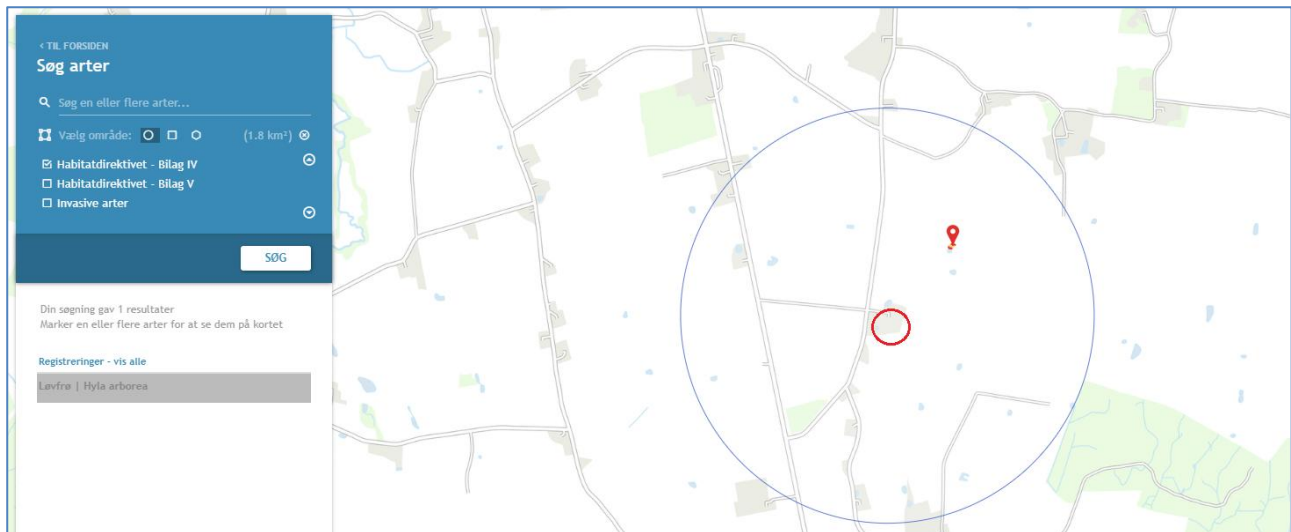 ‹ TIL FORSIDEN
Søg arter
Søg en eller flere arter...
Vælg område: (1.8 km²)
Habitatdirektivet - Bilag IV
Habitatdirektivet - Bilag V
Invasive arter
SØG
Din søgning gav 1 resultater
Marker en eller flere arter for at se dem på kortet
Registreringer - vis alle
Løvfrø | Hyla arborea